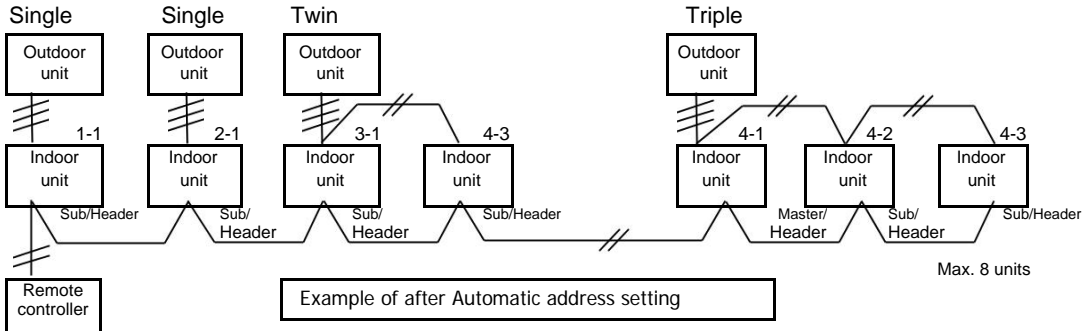 Single
Single
Twin
Triple
Outdoor
unit
Outdoor
unit
Outdoor
unit
Outdoor
unit
1-1
2-1
3-1
4-3
4-1
4-2
4-3
Indoor
unit
Indoor
unit
Indoor
unit
Indoor
unit
Indoor
unit
Indoor
unit
Indoor
unit
Sub/Header
Sub/
Header
Sub/
Header
Sub/Header
Master/
Header
Sub/
Header
Sub/Header
Max. 8 units
Remote
controller
Example of after Automatic address setting